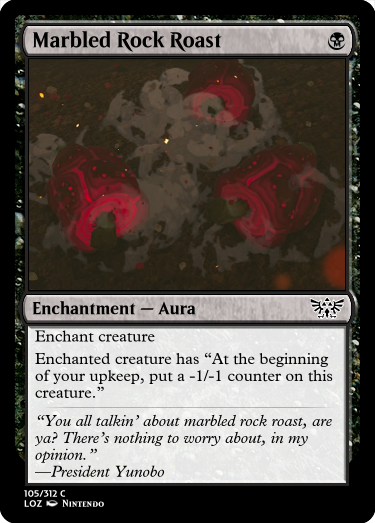 Marbled Rock Roast
Enchantment — Aura
Enchant creature
Enchanted creature has “At the beginning
of your upkeep, put a -1/-1 counter on this
creature.”
“You all talkin’ about marbled rock roast, are
ya? There’s nothing to worry about, in my
opinion.”
—President Yunobo
105/312 C
LOZ Nintendo